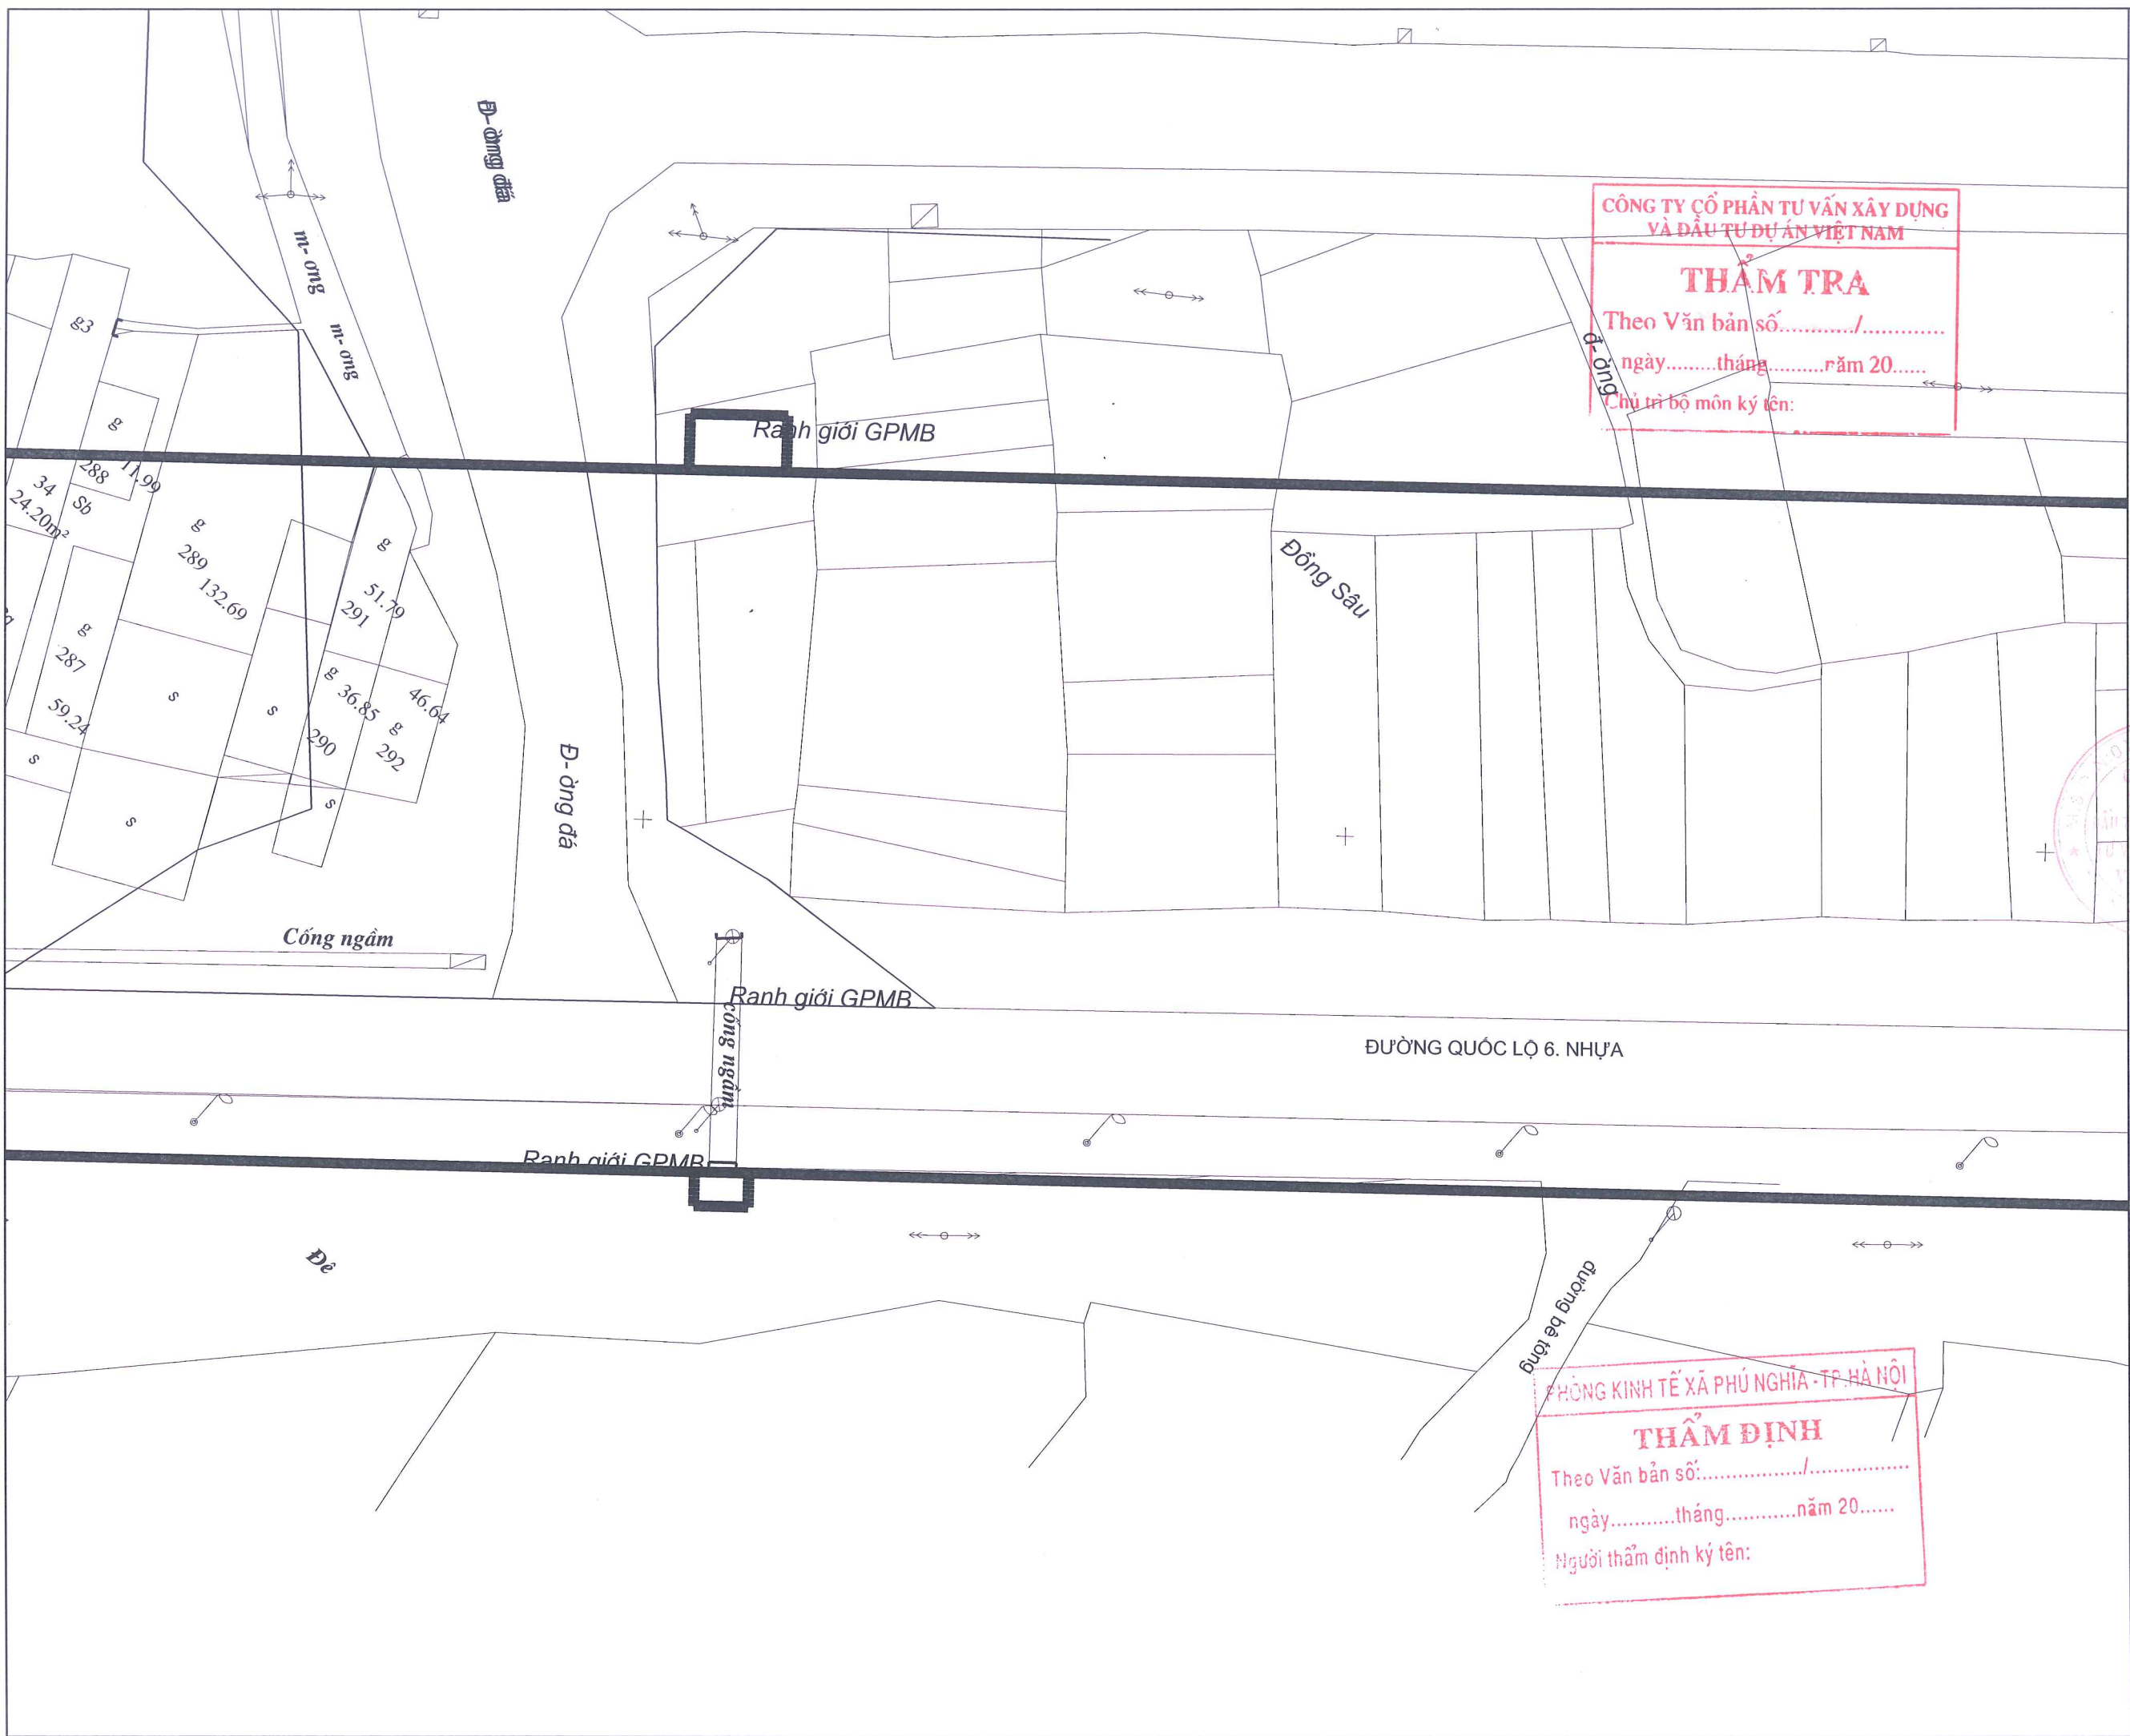 Đ-ờng đá
m-ơng
m-ơng
g3
g
288 11.99
34 Sb
24.20m²
g
289
132.69
g
51.79
291
g
287
59.24
g
36.85
290
46.64
g
292
s
s
s
s
s
Ranh giới GPMB
Đ-ờng đá
Đồng Sâu
đ-ờng
CÔNG TY CỔ PHẦN TƯ VẤN XÂY DỰNG
VÀ ĐẦU TƯ DỰ ÁN VIỆT NAM
THẨM TRA
Theo Văn bản số............/.............
ngày.........tháng..........năm 20......
Chủ trì bộ môn ký tên:
Cống ngầm
Ranh giới GPMB
cống ngầm
ĐƯỜNG QUỐC LỘ 6. NHỰA
Ranh giới GPMB
Đê
đường bê tông
PHÒNG KINH TẾ XÃ PHÚ NGHĨA - TP.HÀ NỘI
THẨM ĐỊNH
Theo Văn bản số:................./.................
ngày...........tháng............năm 20......
Người thẩm định ký tên: